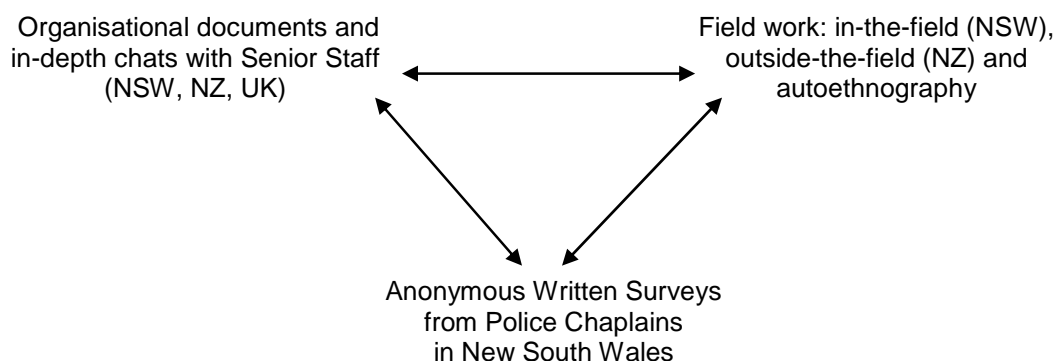 Organisational documents and
in-depth chats with Senior Staff
(NSW, NZ, UK)
Field work: in-the-field (NSW),
outside-the-field (NZ) and
autoethnography
Anonymous Written Surveys
from Police Chaplains
in New South Wales